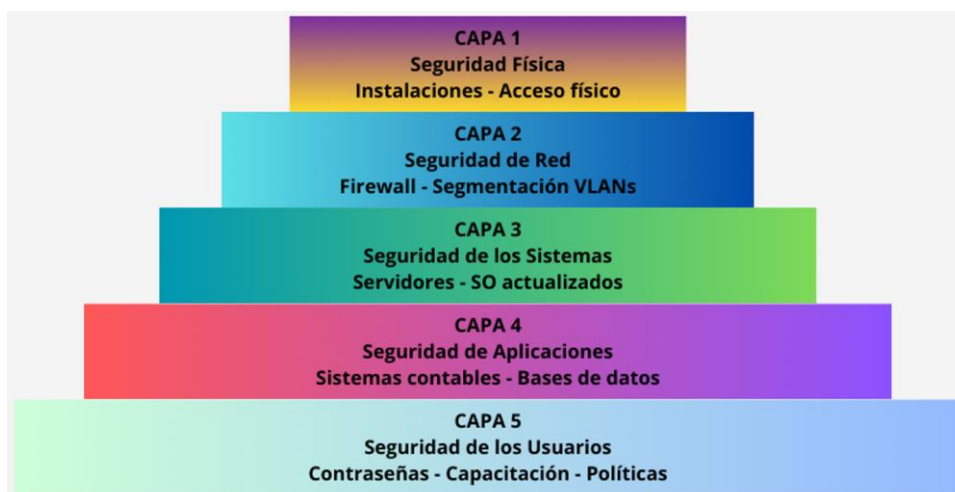 CAPA 1
Seguridad Física
Instalaciones - Acceso físico
CAPA 2
Seguridad de Red
Firewall - Segmentación VLANs
CAPA 3
Seguridad de los Sistemas
Servidores - SO actualizados
CAPA 4
Seguridad de Aplicaciones
Sistemas contables - Bases de datos
CAPA 5
Seguridad de los Usuarios
Contraseñas - Capacitación - Políticas